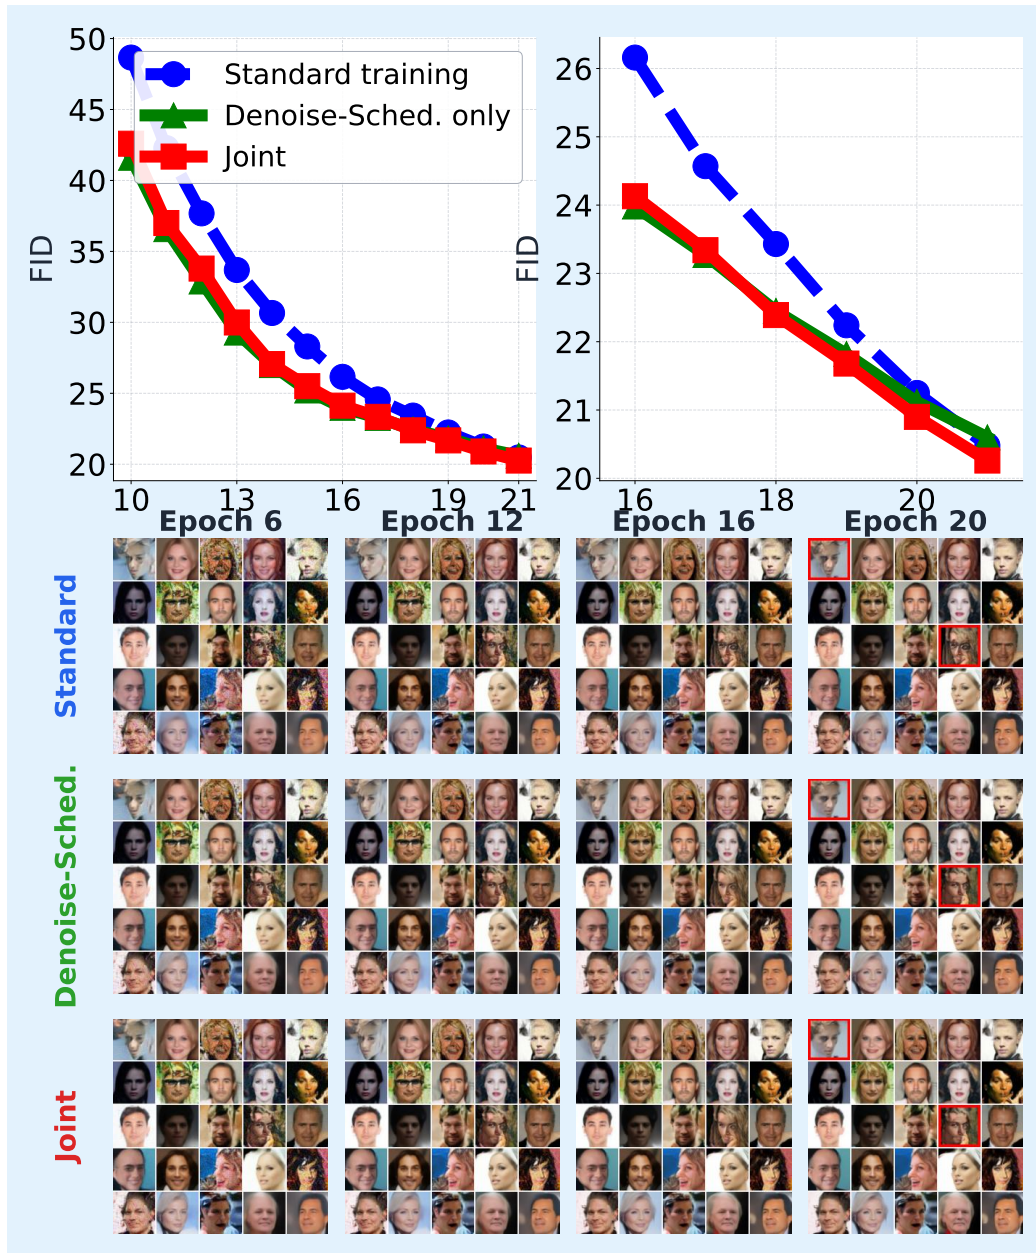 50
45
40
35
30
25
20
FID
10
13
16
19
21
Standard training
Denoise-Sched. only
Joint
26
25
24
23
22
21
20
FID
16
18
20
Epoch 6
Epoch 12
Epoch 16
Epoch 20
Standard
Denoise-Sched.
Joint